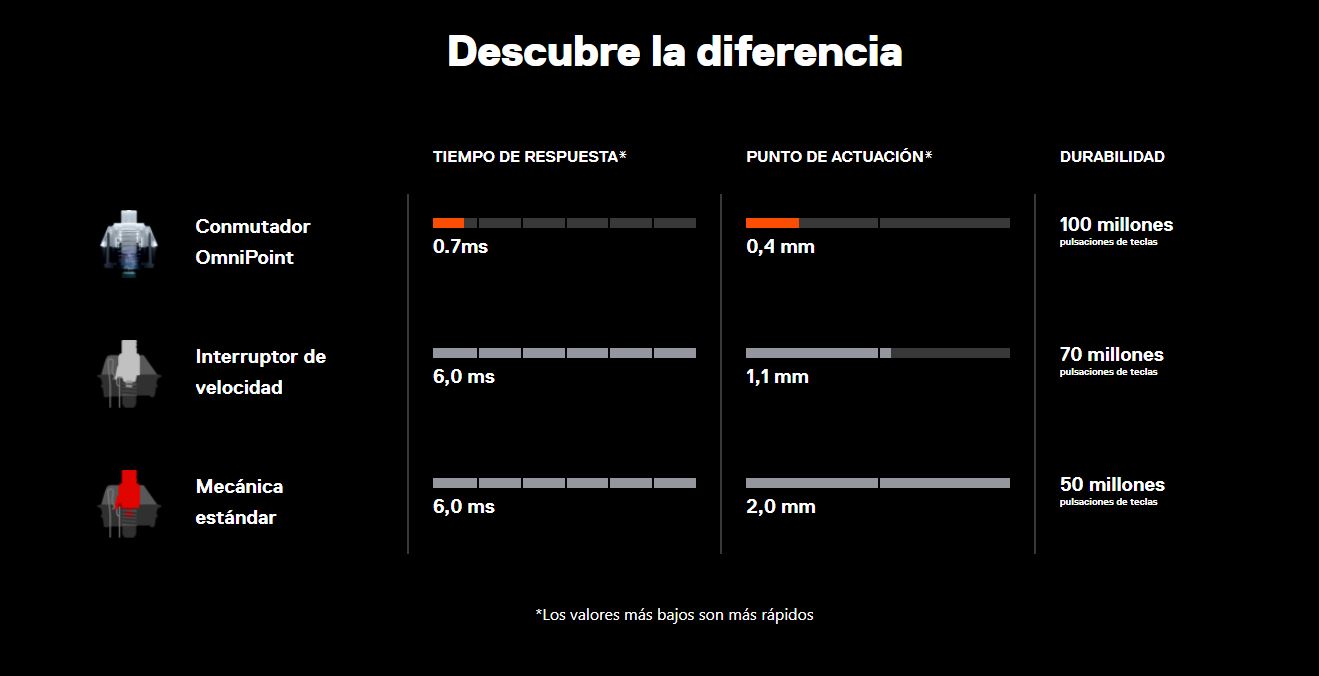 Descubre la diferencia
TIEMPO DE RESPUESTA*
PUNTO DE ACTUACIÓN*
DURABILIDAD
Conmutador
OmniPoint
0.7ms
0,4 mm
100 millones
pulsaciones de teclas
Interruptor de
velocidad
6,0 ms
1,1 mm
70 millones
pulsaciones de teclas
Mecánica
estándar
6,0 ms
2,0 mm
50 millones
pulsaciones de teclas
*Los valores más bajos son más rápidos